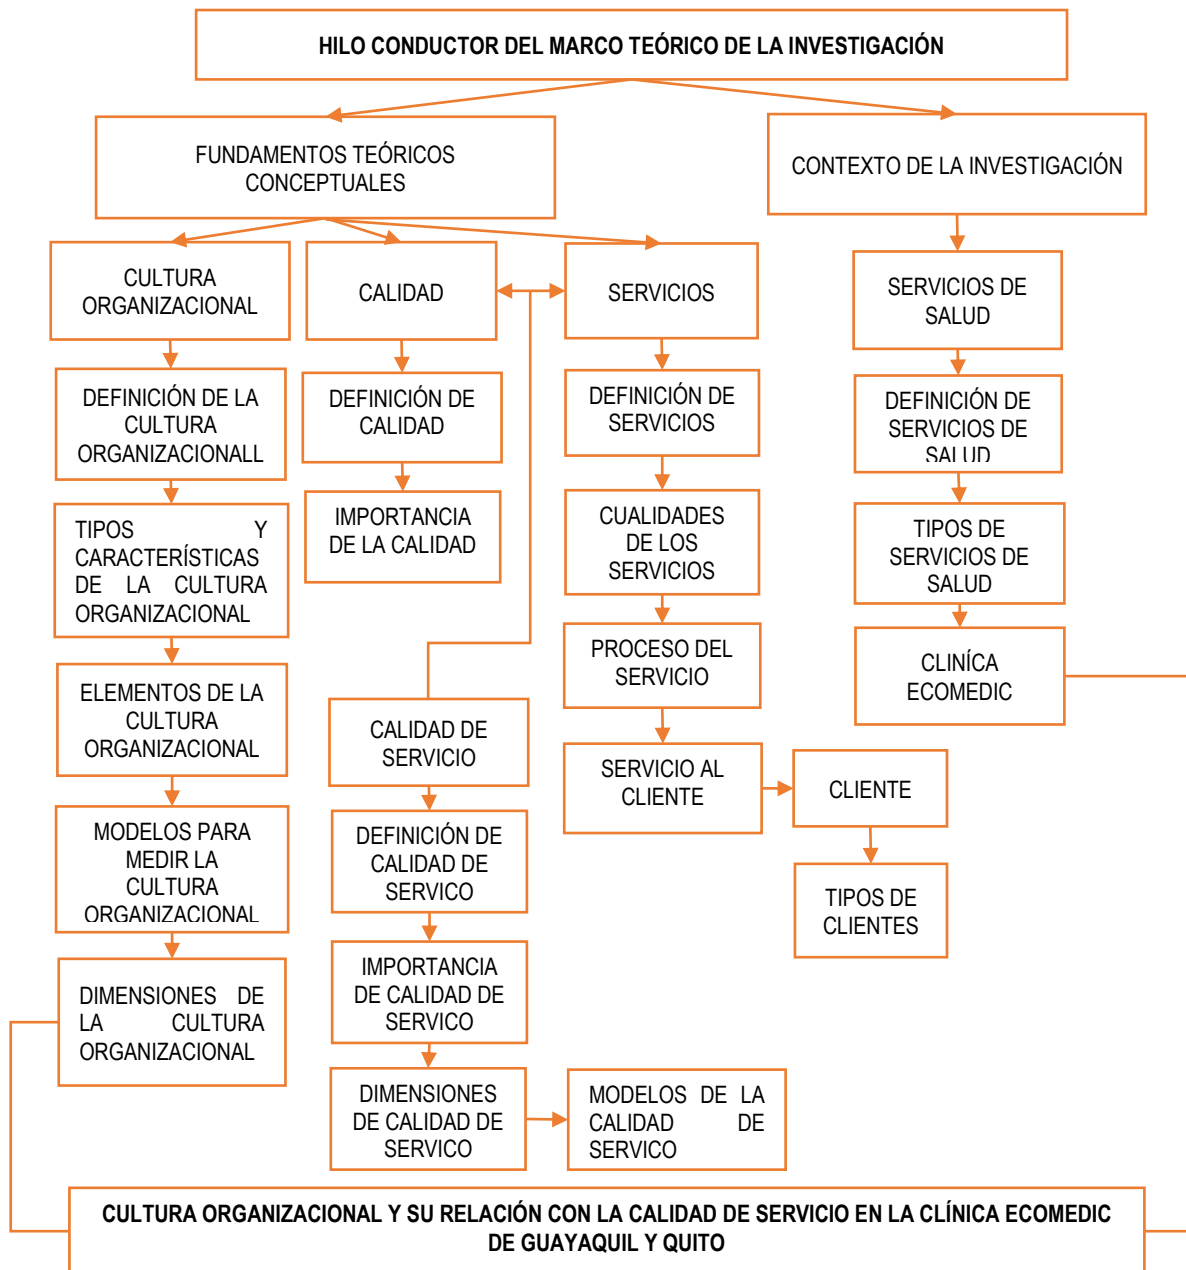 HILO CONDUCTOR DEL MARCO TEÓRICO DE LA INVESTIGACIÓN
FUNDAMENTOS TEÓRICOS
CONCEPTUALES
CONTEXTO DE LA INVESTIGACIÓN
CULTURA
ORGANIZACIONAL
CALIDAD
SERVICIOS
SERVICIOS DE
SALUD
DEFINICIÓN DE LA
CULTURA
ORGANIZACIONALL
DEFINICIÓN DE
CALIDAD
DEFINICIÓN DE
SERVICIOS
DEFINICIÓN DE
SERVICIOS DE
SALUD
TIPOS Y
CARACTERÍSTICAS
DE LA CULTURA
ORGANIZACIONAL
IMPORTANCIA
DE LA CALIDAD
CUALIDADES
DE LOS
SERVICIOS
TIPOS DE
SERVICIOS DE
SALUD
ELEMENTOS DE LA
CULTURA
ORGANIZACIONAL
PROCESO DEL
SERVICIO
CLINÍCA
ECOMEDIC
CALIDAD DE
SERVICIO
SERVICIO AL
CLIENTE
CLIENTE
MODELOS PARA
MEDIR LA
CULTURA
ORGANIZACIONAL
DEFINICIÓN DE
CALIDAD DE
SERVICO
TIPOS DE
CLIENTES
DIMENSIONES DE
LA CULTURA
ORGANIZACIONAL
IMPORTANCIA
DE CALIDAD DE
SERVICO
DIMENSIONES
DE CALIDAD DE
SERVICO
MODELOS DE LA
CALIDAD DE
SERVICO
CULTURA ORGANIZACIONAL Y SU RELACIÓN CON LA CALIDAD DE SERVICIO EN LA CLÍNICA ECOMEDIC
DE GUAYAQUIL Y QUITO